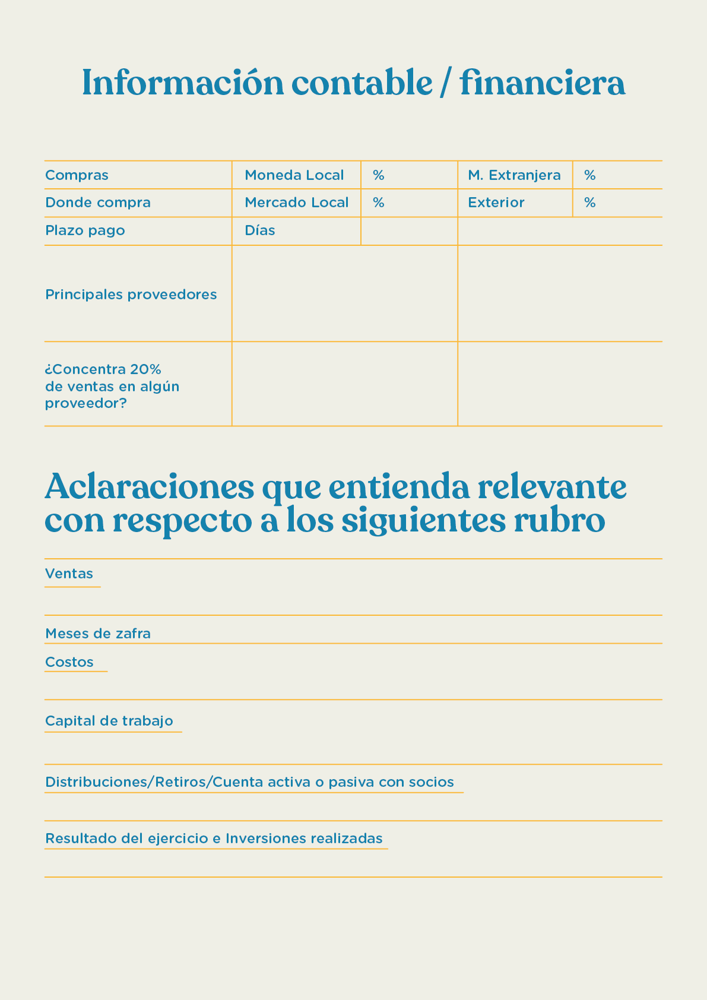 Información contable / financiera
Compras Moneda Local % M. Extranjera %
Donde compra Mercado Local % Exterior %
Plazo pago Días
Principales proveedores
¿Concentra 20%
de ventas en algún
proveedor?
Aclaraciones que entienda relevante
con respecto a los siguientes rubro
Ventas
Meses de zafra
Costos
Capital de trabajo
Distribuciones/Retiros/Cuenta activa o pasiva con socios
Resultado del ejercicio e Inversiones realizadas